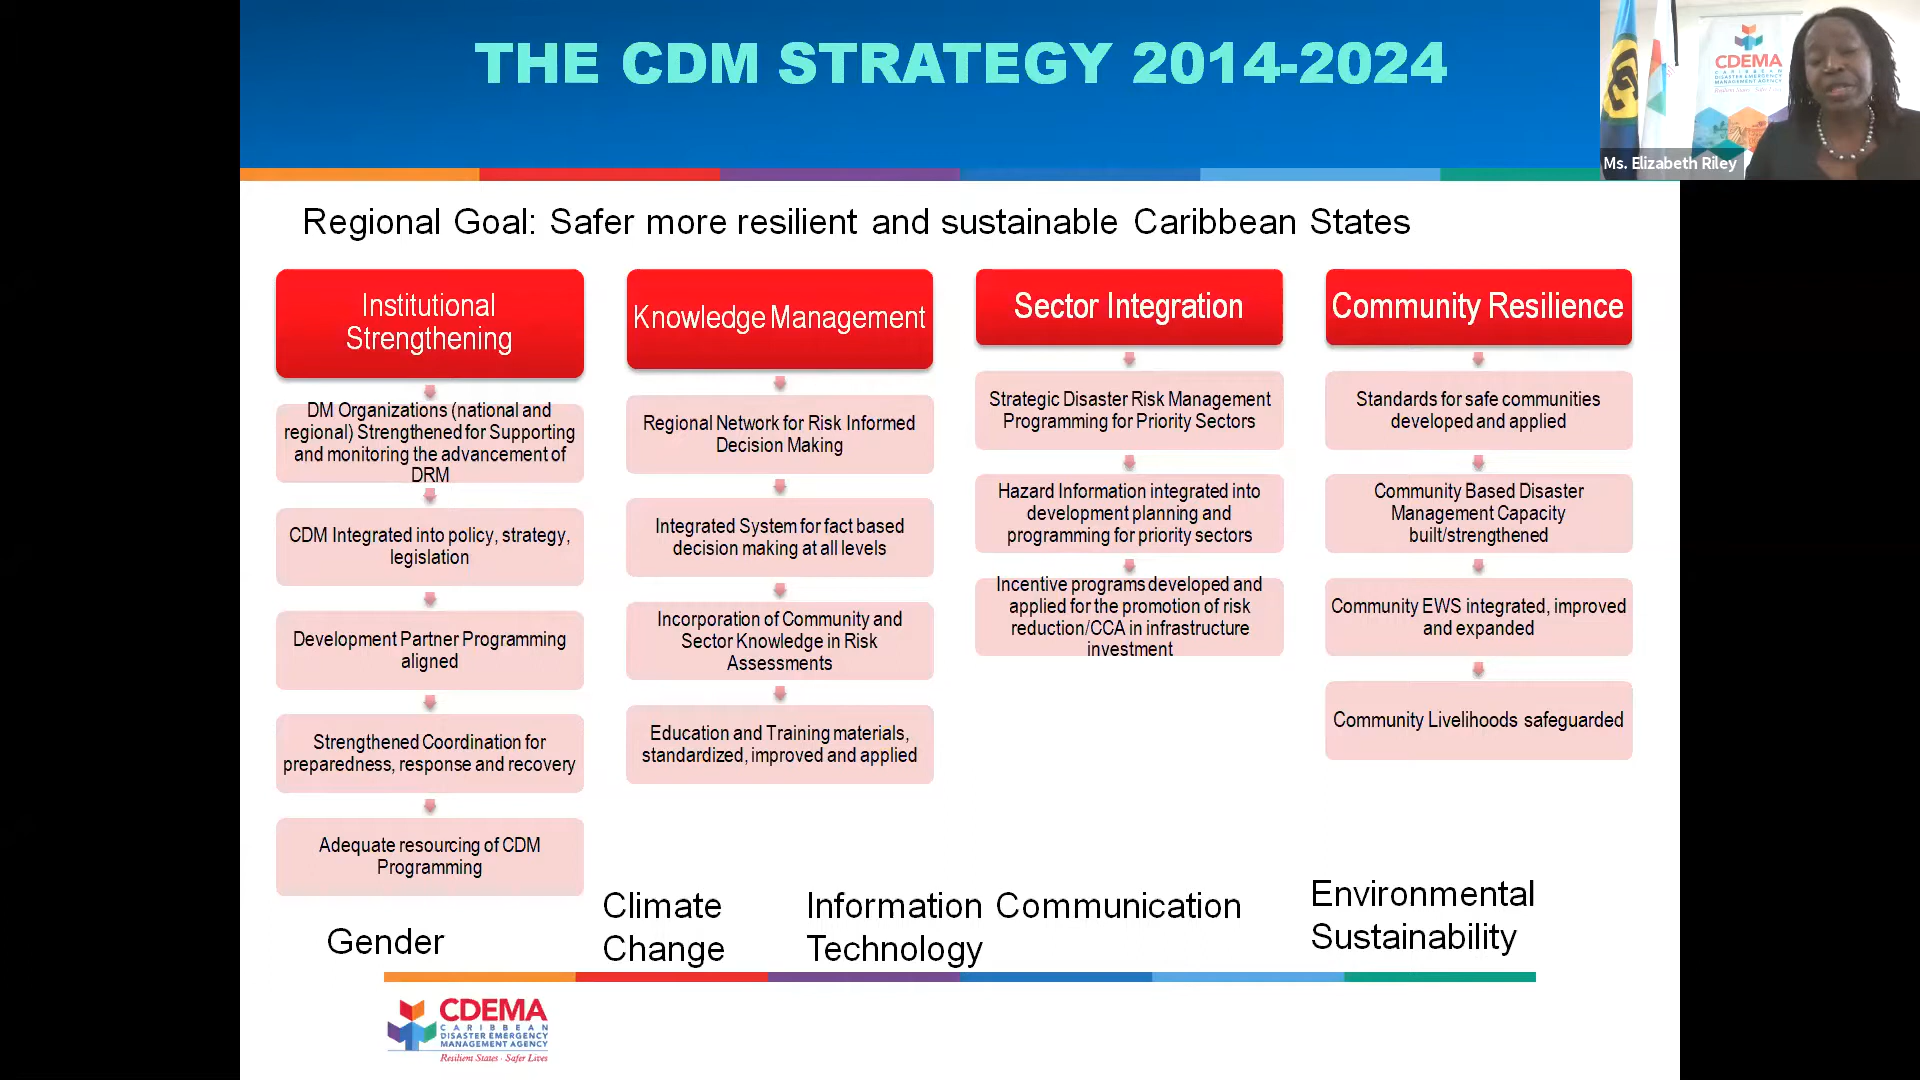 THE CDM STRATEGY 2014-2024
CDEMA
CARIBBEAN
DISASTER EMERGENCY
MANAGEMENT AGENCY
Resilient States - Safer Lives
Ms. Elizabeth Riley
Regional Goal: Safer more resilient and sustainable Caribbean States
Institutional
Strengthening
DM Organizations (national and
regional) Strengthened for Supporting
and monitoring the advancement of
DRM
CDM Integrated into policy, strategy,
legislation
Development Partner Programming
aligned
Strengthened Coordination for
preparedness, response and recovery
Adequate resourcing of CDM
Programming
Knowledge Management
Regional Network for Risk Informed
Decision Making
Integrated System for fact based
decision making at all levels
Incorporation of Community and
Sector Knowledge in Risk
Assessments
Education and Training materials,
standardized, improved and applied
Sector Integration
Strategic Disaster Risk Management
Programming for Priority Sectors
Hazard Information integrated into
development planning and
programming for priority sectors
Incentive programs developed and
applied for the promotion of risk
reduction/CCA in infrastructure
investment
Community Resilience
Standards for safe communities
developed and applied
Community Based Disaster
Management Capacity
built/strengthened
Community EWS integrated, improved
and expanded
Community Livelihoods safeguarded
Gender
Climate
Change
Information Communication
Technology
Environmental
Sustainability
CDEMA
CARIBBEAN
DISASTER EMERGENCY
MANAGEMENT AGENCY
Resilient States - Safer Lives